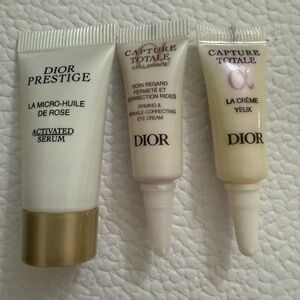 DIOR
PRESTIGE
LA MICRO-HUILE
DE ROSE
ACTIVATED
SERUM
CAPTURE
TOTALE
SOIN REGARD
FERMETÉ ET
CORRECTION RIDES
FIRMING &
WRINKLE-CORRECTING
EYE CREAM
DIOR
CAPTURE
TOTALE
LA CRÈME
YEUX
DIOR